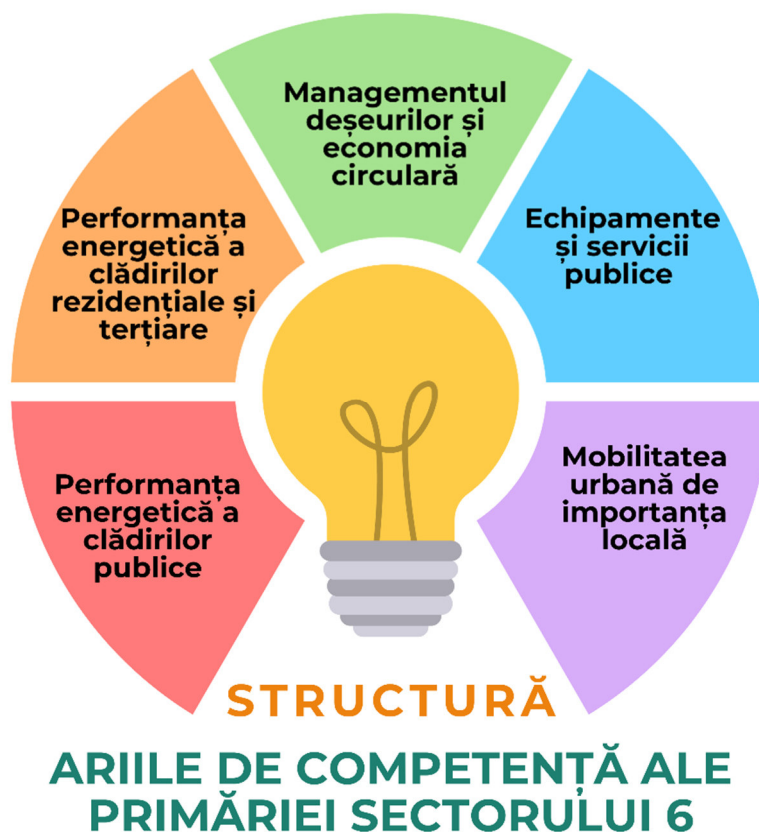 Managementul
deșeurilor și
economia
circulară
Performanța
energetică a
clădirilor
rezidențiale și
terțiare
Echipamente
și servicii
publice
Performanța
energetică a
clădirilor
publice
Mobilitatea
urbană de
importanța
locală
STRUCTURĂ
ARIILE DE COMPETENȚĂ ALE
PRIMĂRIEI SECTORULUI 6